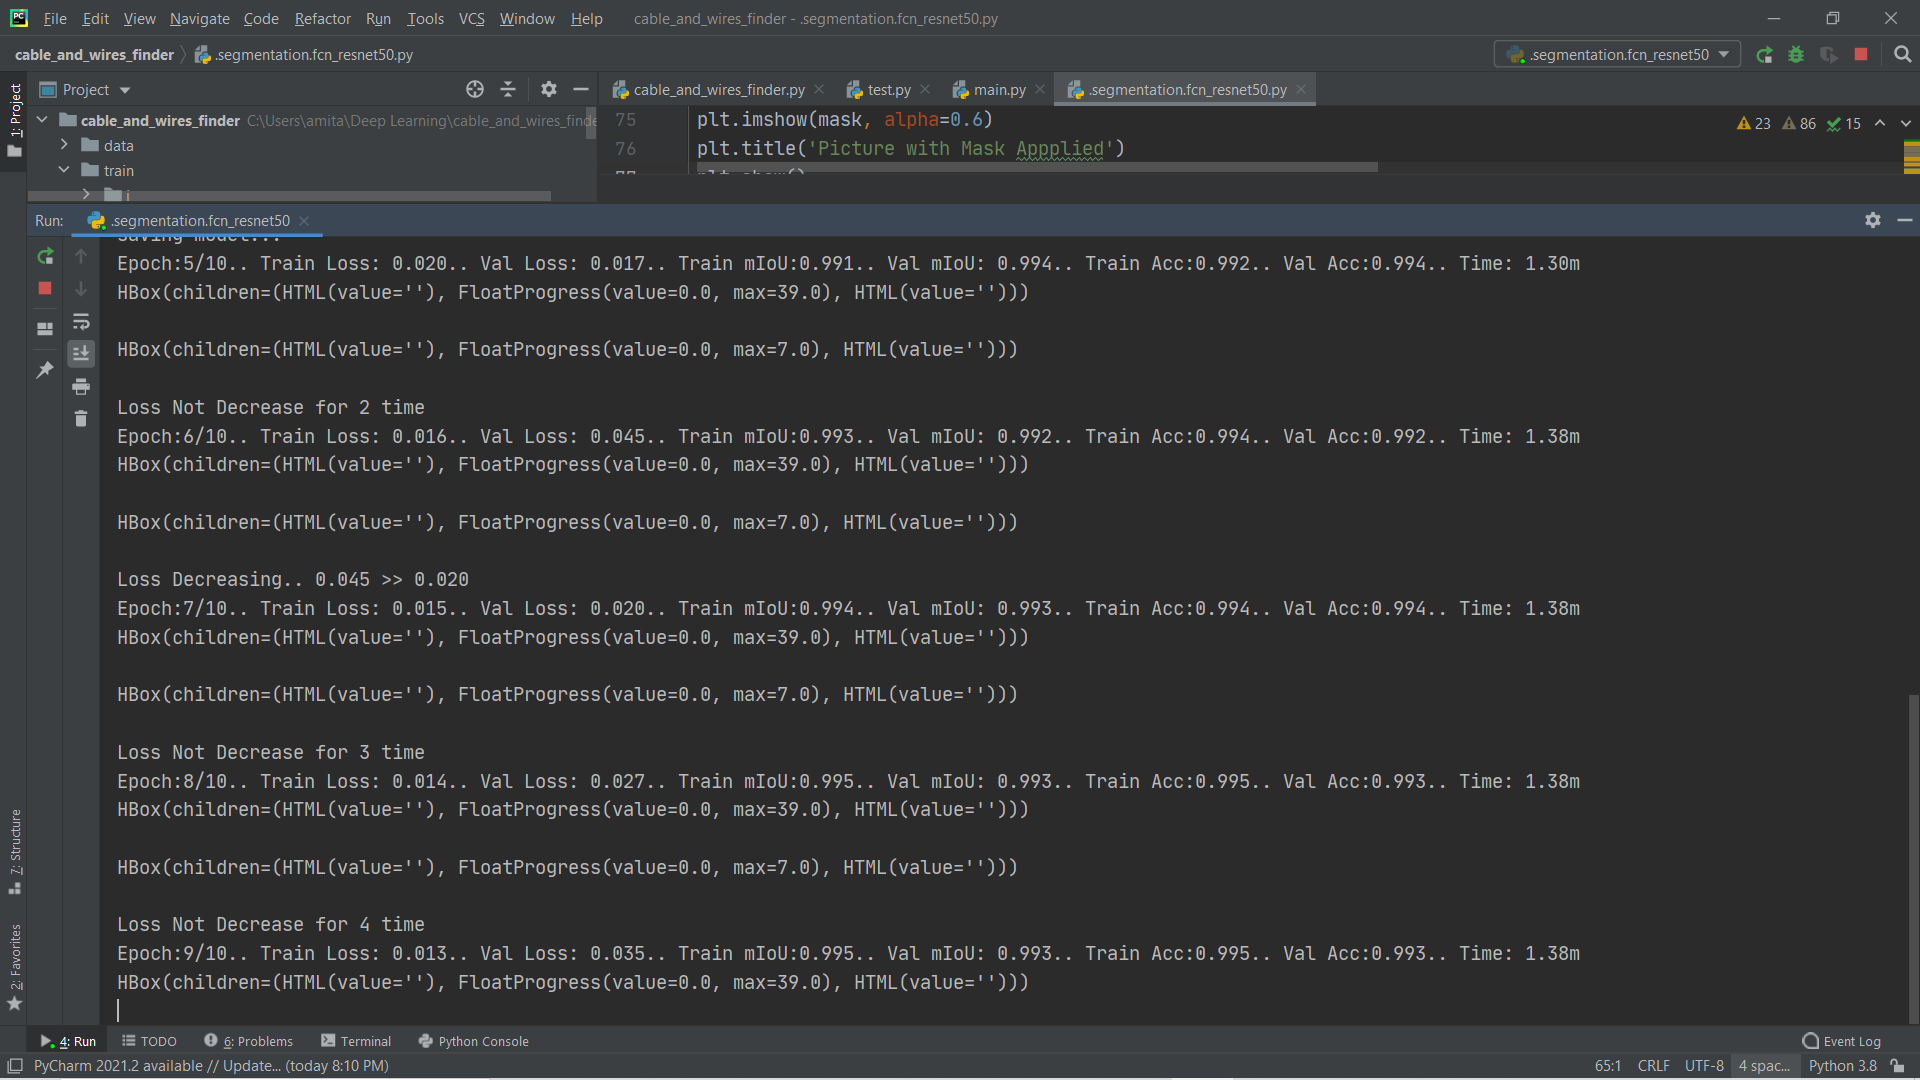 File Edit View Navigate Code Refactor Run Tools VCS Window Help cable_and_wires_finder - .segmentation.fcn_resnet50.py
cable_and_wires_finder .segmentation.fcn_resnet50.py .segmentation.fcn_resnet50
1: Project
Project
cable_and_wires_finder.py test.py main.py .segmentation.fcn_resnet50.py
cable_and_wires_finder C:\Users\amita\Deep Learning\cable_and_wires_finde
data
train
75 plt.imshow(mask, alpha=0.6)
76 plt.title('Picture with Mask Appplied')
77 plt.show()
23 86 15
Run: .segmentation.fcn_resnet50
Saving model...
Epoch:5/10.. Train Loss: 0.020.. Val Loss: 0.017.. Train mIoU:0.991.. Val mIoU: 0.994.. Train Acc:0.992.. Val Acc:0.994.. Time: 1.30m
HBox(children=(HTML(value=''), FloatProgress(value=0.0, max=39.0), HTML(value='')))
HBox(children=(HTML(value=''), FloatProgress(value=0.0, max=7.0), HTML(value='')))
Loss Not Decrease for 2 time
Epoch:6/10.. Train Loss: 0.016.. Val Loss: 0.045.. Train mIoU:0.993.. Val mIoU: 0.992.. Train Acc:0.994.. Val Acc:0.992.. Time: 1.38m
HBox(children=(HTML(value=''), FloatProgress(value=0.0, max=39.0), HTML(value='')))
HBox(children=(HTML(value=''), FloatProgress(value=0.0, max=7.0), HTML(value='')))
Loss Decreasing.. 0.045 >> 0.020
Epoch:7/10.. Train Loss: 0.015.. Val Loss: 0.020.. Train mIoU:0.994.. Val mIoU: 0.993.. Train Acc:0.994.. Val Acc:0.994.. Time: 1.38m
HBox(children=(HTML(value=''), FloatProgress(value=0.0, max=39.0), HTML(value='')))
HBox(children=(HTML(value=''), FloatProgress(value=0.0, max=7.0), HTML(value='')))
Loss Not Decrease for 3 time
Epoch:8/10.. Train Loss: 0.014.. Val Loss: 0.027.. Train mIoU:0.995.. Val mIoU: 0.993.. Train Acc:0.995.. Val Acc:0.993.. Time: 1.38m
HBox(children=(HTML(value=''), FloatProgress(value=0.0, max=39.0), HTML(value='')))
HBox(children=(HTML(value=''), FloatProgress(value=0.0, max=7.0), HTML(value='')))
Loss Not Decrease for 4 time
Epoch:9/10.. Train Loss: 0.013.. Val Loss: 0.035.. Train mIoU:0.995.. Val mIoU: 0.993.. Train Acc:0.995.. Val Acc:0.993.. Time: 1.38m
HBox(children=(HTML(value=''), FloatProgress(value=0.0, max=39.0), HTML(value='')))
7: Structure
2: Favorites
4: Run TODO 6: Problems Terminal Python Console Event Log
PyCharm 2021.2 available // Update... (today 8:10 PM) 65:1 CRLF UTF-8 4 spac... Python 3.8